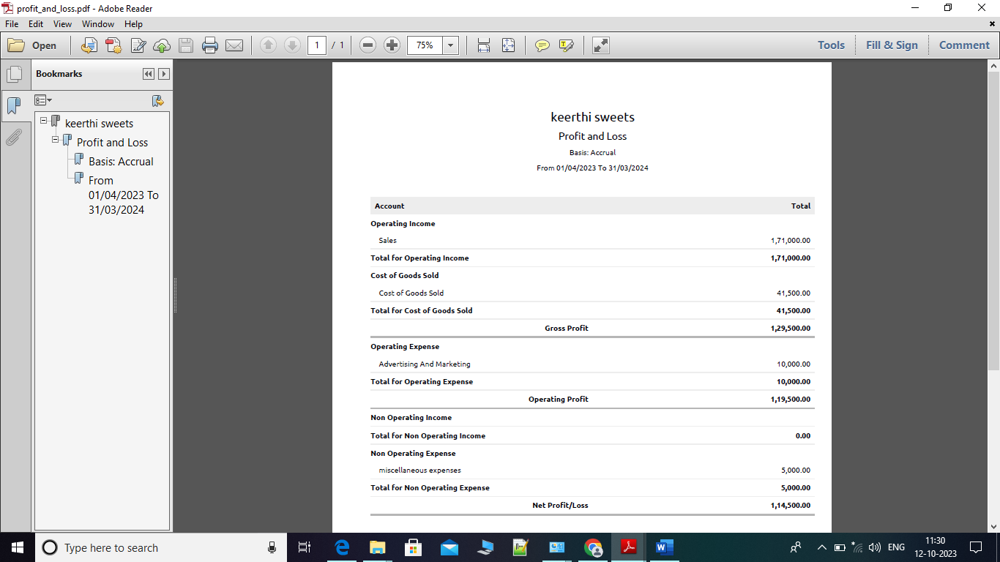 profit_and_loss.pdf - Adobe Reader
File Edit View Window Help
Open 1 / 1 75% Tools Fill & Sign Comment
Bookmarks
keerthi sweets
Profit and Loss
Basis: Accrual
From
01/04/2023 To
31/03/2024
keerthi sweets
Profit and Loss
Basis: Accrual
From 01/04/2023 To 31/03/2024
Account Total
Operating Income
Sales 1,71,000.00
Total for Operating Income 1,71,000.00
Cost of Goods Sold
Cost of Goods Sold 41,500.00
Total for Cost of Goods Sold 41,500.00
Gross Profit 1,29,500.00
Operating Expense
Advertising And Marketing 10,000.00
Total for Operating Expense 10,000.00
Operating Profit 1,19,500.00
Non Operating Income
Total for Non Operating Income 0.00
Non Operating Expense
miscellaneous expenses 5,000.00
Total for Non Operating Expense 5,000.00
Net Profit/Loss 1,14,500.00
Type here to search
ENG
11:30
12-10-2023